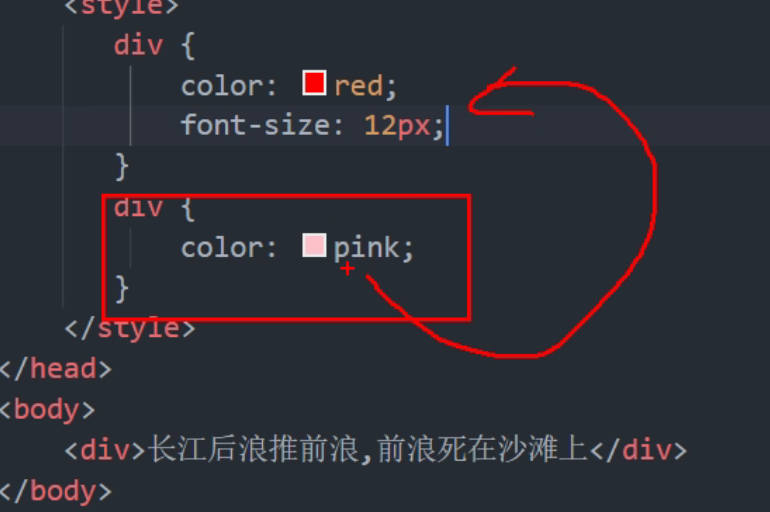 <style>
div {
color: red;
font-size: 12px;
}
div {
color: pink;
}
</style>
</head>
<body>
<div>长江后浪推前浪,前浪死在沙滩上</div>
</body>